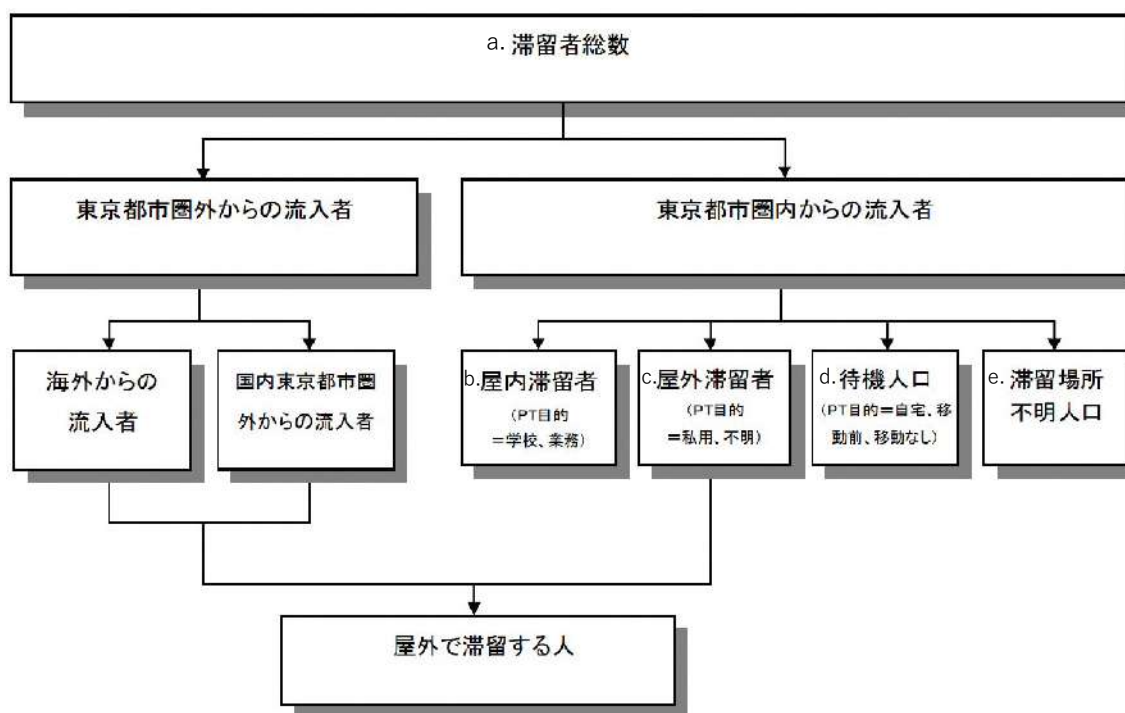 a. 滞留者総数
東京都市圏外からの流入者
東京都市圏内からの流入者
海外からの
流入者
国内東京都市圏
外からの流入者
b. 屋内滞留者
(PT目的
=学校、業務)
c. 屋外滞留者
(PT目的
=私用、不明)
d. 待機人口
(PT目的=自宅、移
動前、移動なし)
e. 滞留場所
不明人口
屋外で滞留する人